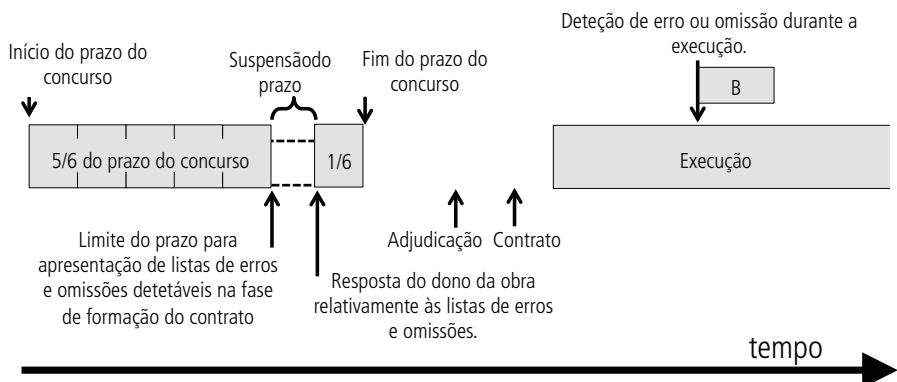 Início do prazo do
concurso
Suspensãodo
prazo
Fim do prazo do
concurso
Deteção de erro ou omissão durante a
execução.
B
5/6 do prazo do concurso
1/6
Execução
Limite do prazo para
apresentação de listas de erros
e omissões detetáveis na fase
de formação do contrato
Resposta do dono da obra
relativamente às listas de erros
e omissões.
Adjudicação
Contrato
tempo